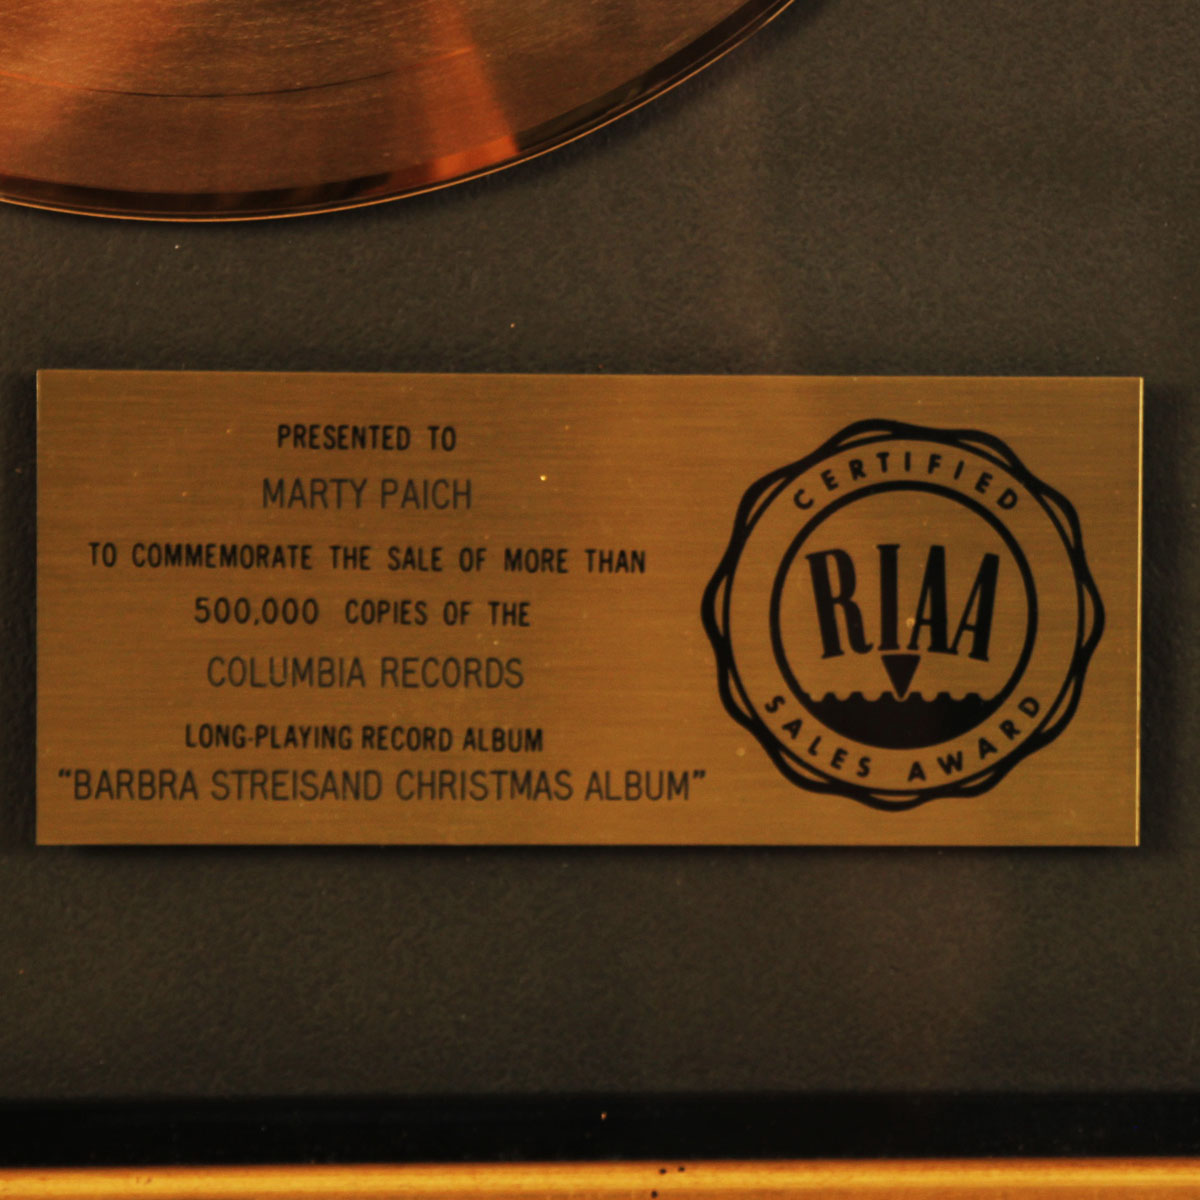 PRESENTED TO
MARTY PAICH
TO COMMEMORATE THE SALE OF MORE THAN
500,000 COPIES OF THE
COLUMBIA RECORDS
LONG-PLAYING RECORD ALBUM
“BARBRA STREISAND CHRISTMAS ALBUM”
CERTIFIED
RIAA
SALES AWARD